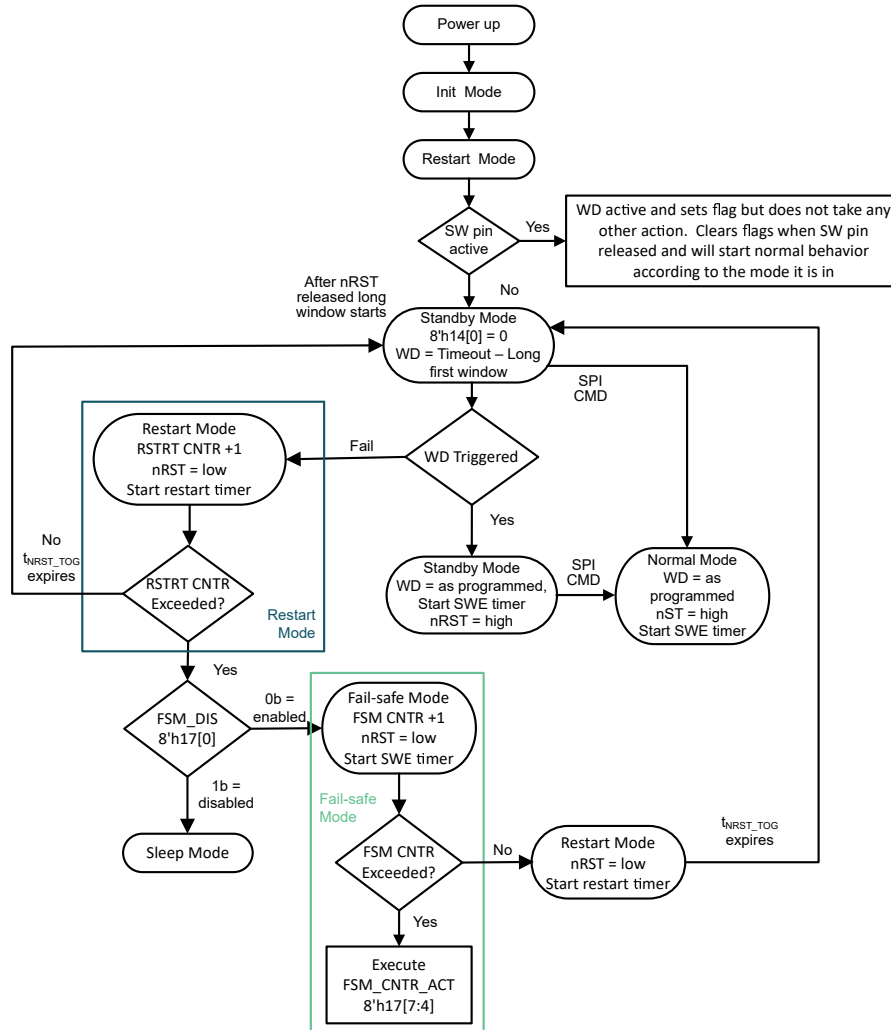 Power up
Init Mode
Restart Mode
SW pin
active
Yes
WD active and sets flag but does not take any
other action. Clears flags when SW pin
released and will start normal behavior
according to the mode it is in
No
After nRST
released long
window starts
Standby Mode
8'h14[0] = 0
WD = Timeout – Long
first window
SPI
CMD
Restart Mode
RSTRT CNTR +1
nRST = low
Start restart timer
Fail
WD Triggered
Yes
No
tNRST_TOG
expires
RSTRT CNTR
Exceeded?
Restart
Mode
Standby Mode
WD = as programmed,
Start SWE timer
nRST = high
SPI
CMD
Normal Mode
WD = as
programmed
nST = high
Start SWE timer
Yes
FSM_DIS
8'h17[0]
0b =
enabled
Fail-safe Mode
FSM CNTR +1
nRST = low
Start SWE timer
1b =
disabled
Sleep Mode
Fail-safe
Mode
FSM CNTR
Exceeded?
No
Restart Mode
nRST = low
Start restart timer
tNRST_TOG
expires
Yes
Execute
FSM_CNTR_ACT
8'h17[7:4]